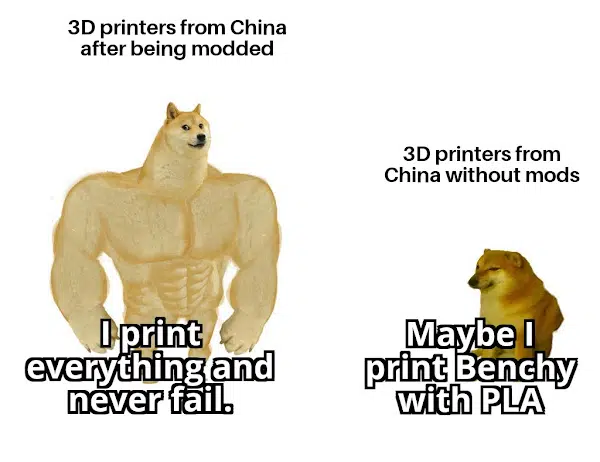 3D printers from China
after being modded
3D printers from
China without mods
I print
everything and
never fail.
Maybe I
print Benchy
with PLA